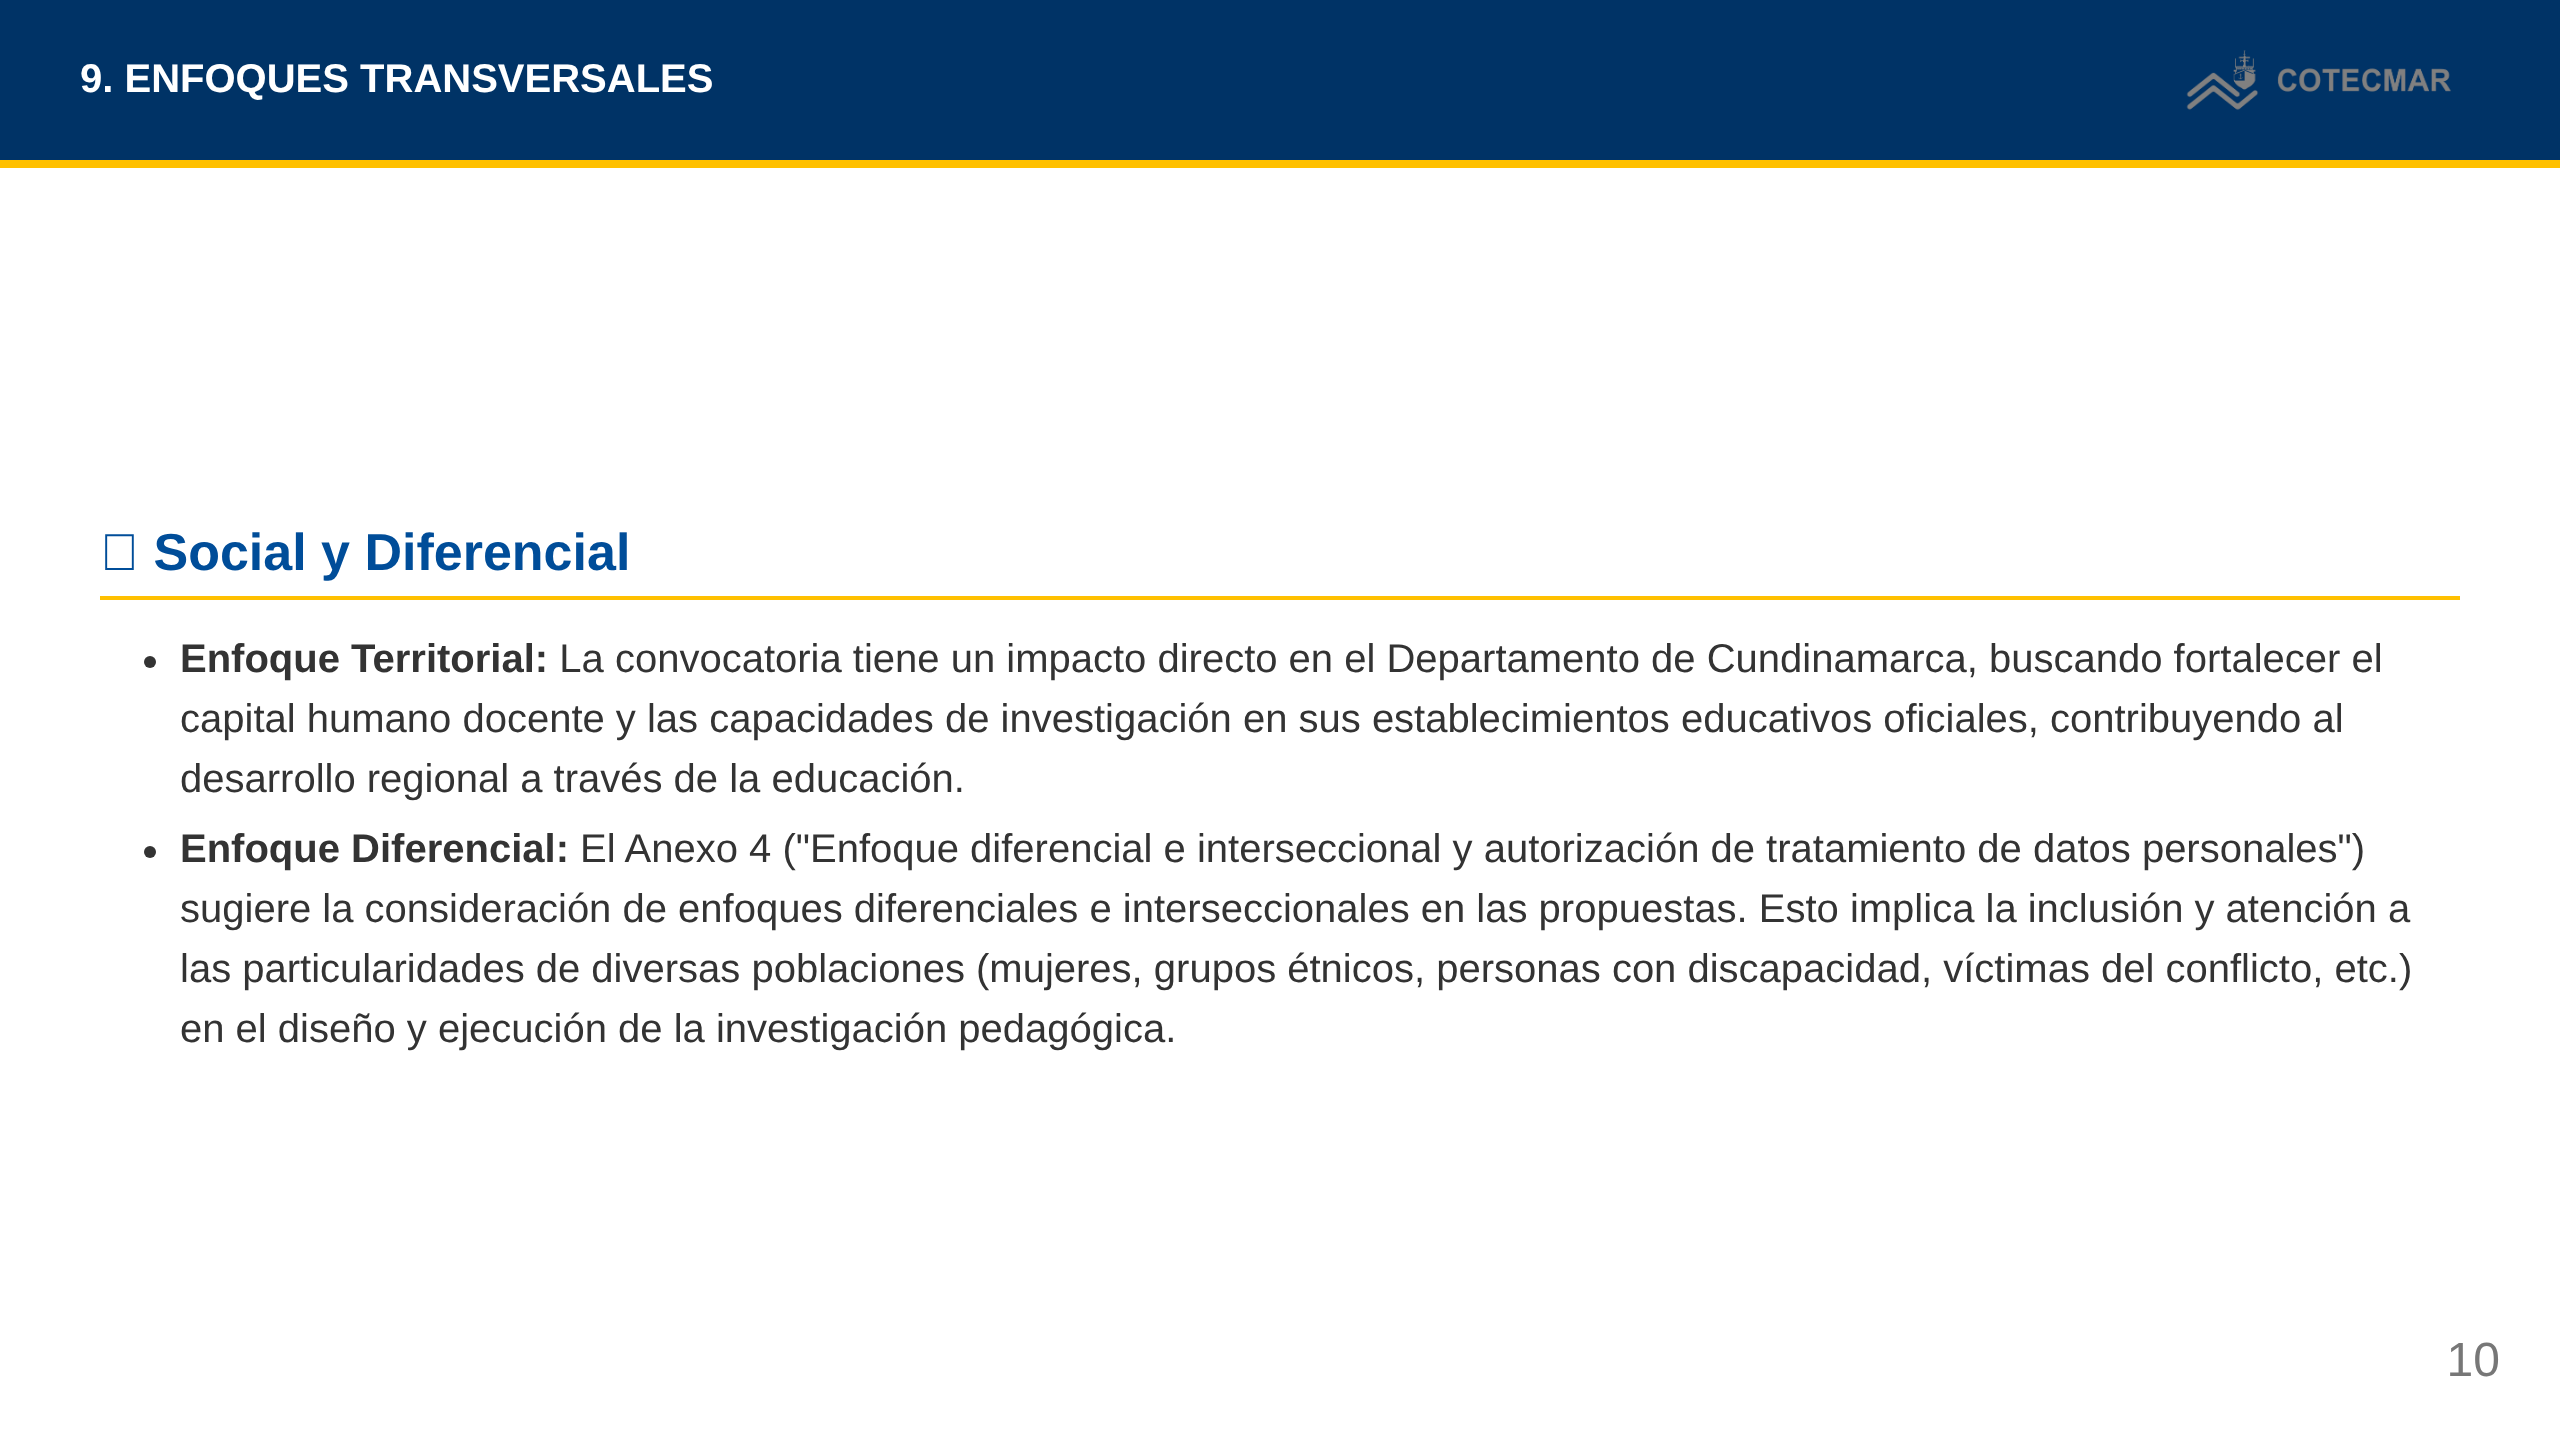 9. ENFOQUES TRANSVERSALES
COTECMAR
Social y Diferencial
• Enfoque Territorial: La convocatoria tiene un impacto directo en el Departamento de Cundinamarca, buscando fortalecer el
capital humano docente y las capacidades de investigación en sus establecimientos educativos oficiales, contribuyendo al
desarrollo regional a través de la educación.
• Enfoque Diferencial: El Anexo 4 ("Enfoque diferencial e interseccional y autorización de tratamiento de datos personales")
sugiere la consideración de enfoques diferenciales e interseccionales en las propuestas. Esto implica la inclusión y atención a
las particularidades de diversas poblaciones (mujeres, grupos étnicos, personas con discapacidad, víctimas del conflicto, etc.)
en el diseño y ejecución de la investigación pedagógica.
10